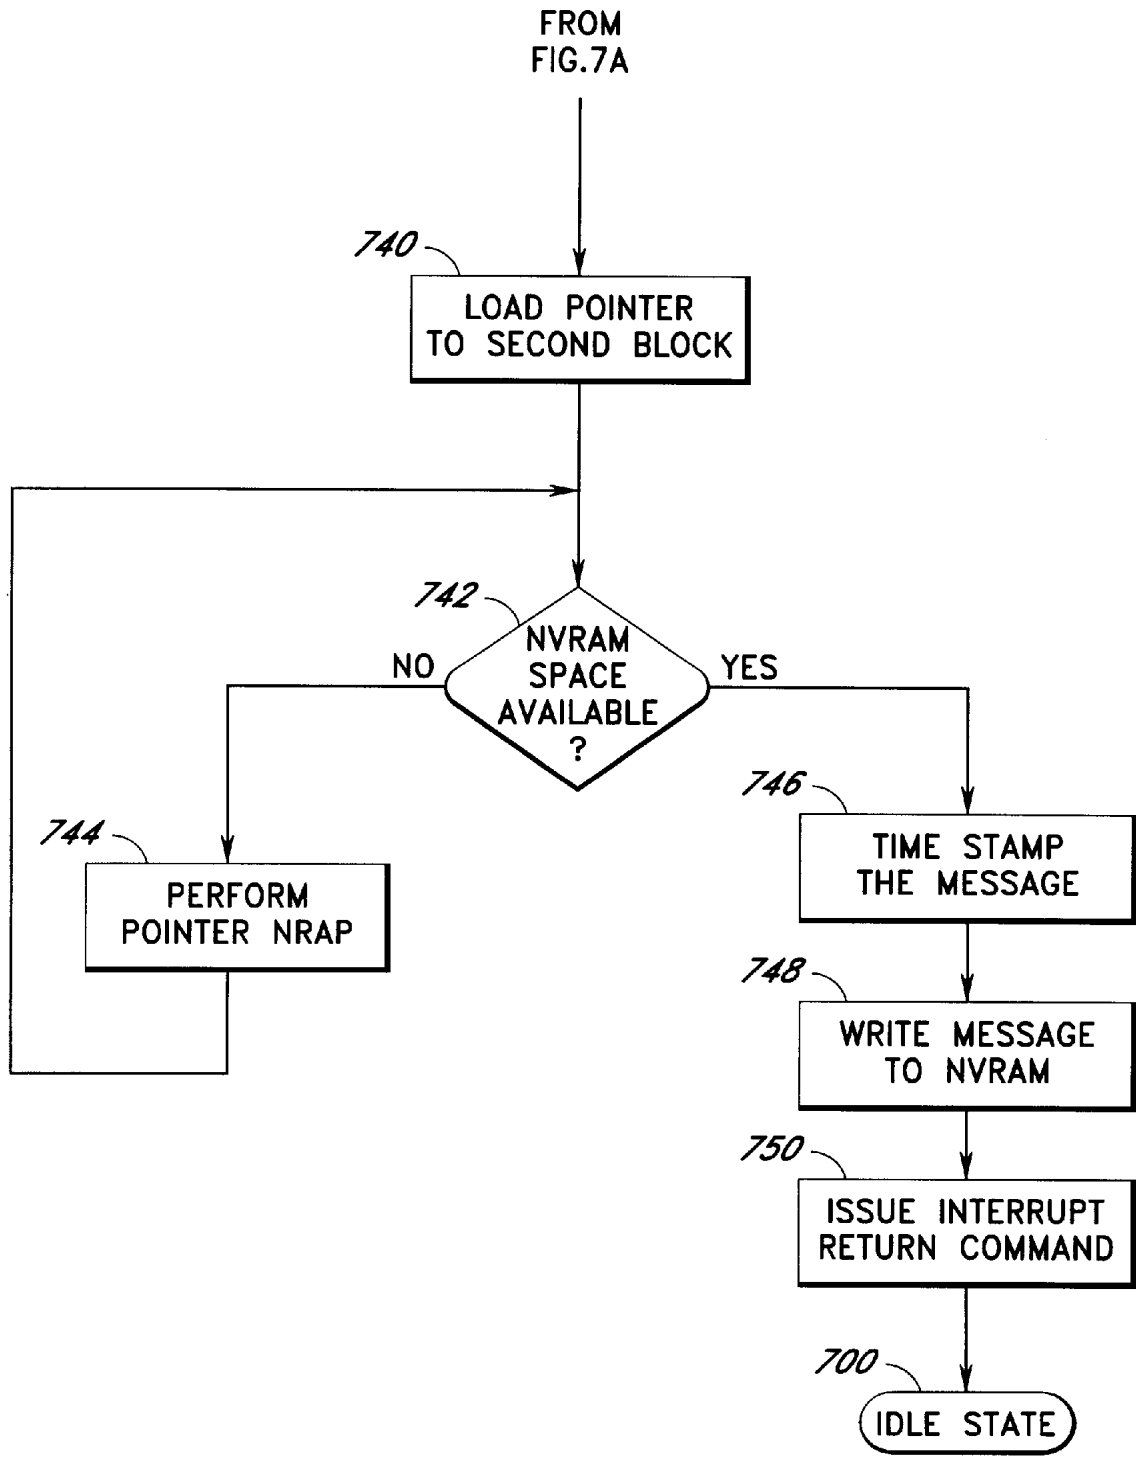 FROM
FIG.7A
740
LOAD POINTER
TO SECOND BLOCK
742
NVRAM
SPACE
AVAILABLE
?
NO
YES
744
PERFORM
POINTER NRAP
746
TIME STAMP
THE MESSAGE
748
WRITE MESSAGE
TO NVRAM
750
ISSUE INTERRUPT
RETURN COMMAND
700
IDLE STATE